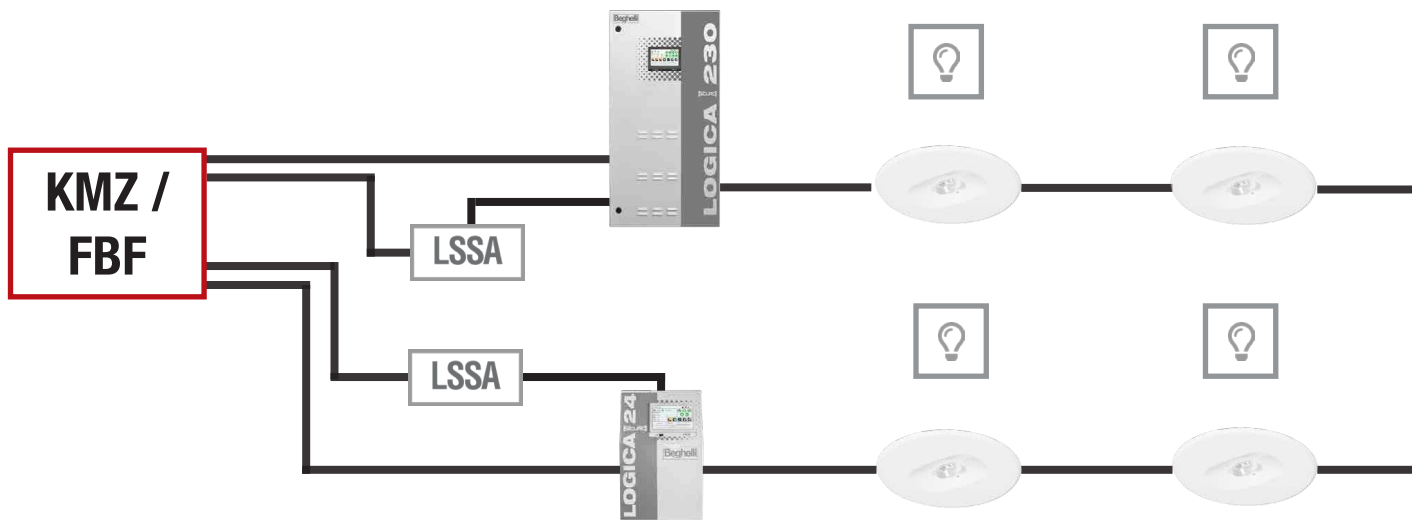 Beghelli
LOGICA 230
KMZ /
FBF
LSSA
LSSA
LOGICA 24
Beghelli